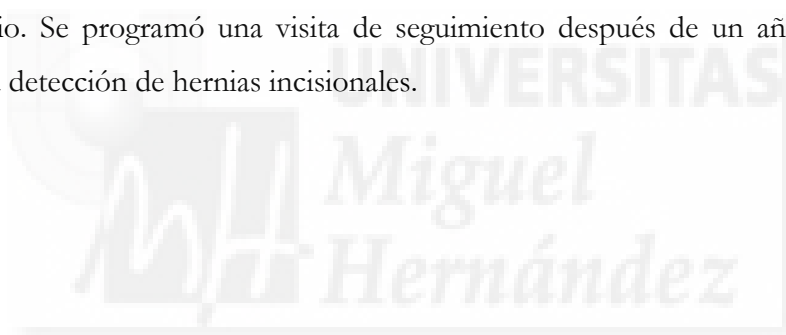 io. Se programó una visita de seguimiento después de un añ
detección de hernias incisionales.
UNIVERSITAS
Miguel
Hernández